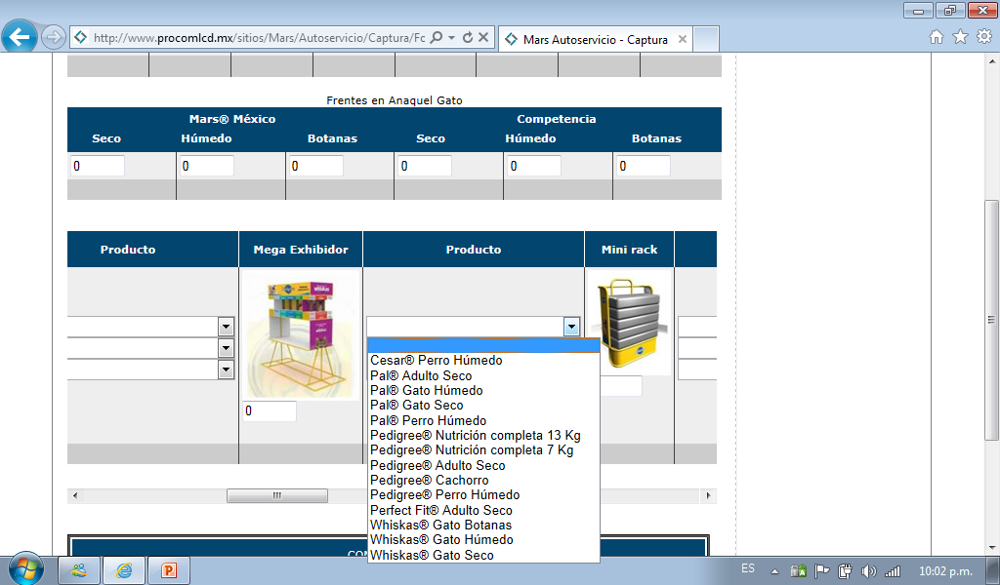 http://www.procomlcd.mx/sitios/Mars/Autoservicio/Captura/Fc
Mars Autoservicio - Captura
Frentes en Anaquel Gato
Mars® México Competencia
Seco Húmedo Botanas Seco Húmedo Botanas
0 0 0 0 0 0
Producto Mega Exhibidor Producto Mini rack
0
Cesar® Perro Húmedo
Pal® Adulto Seco
Pal® Gato Húmedo
Pal® Gato Seco
Pal® Perro Húmedo
Pedigree® Nutrición completa 13 Kg
Pedigree® Nutrición completa 7 Kg
Pedigree® Adulto Seco
Pedigree® Cachorro
Pedigree® Perro Húmedo
Perfect Fit® Adulto Seco
Whiskas® Gato Botanas
Whiskas® Gato Húmedo
Whiskas® Gato Seco
ES 10:02 p.m.